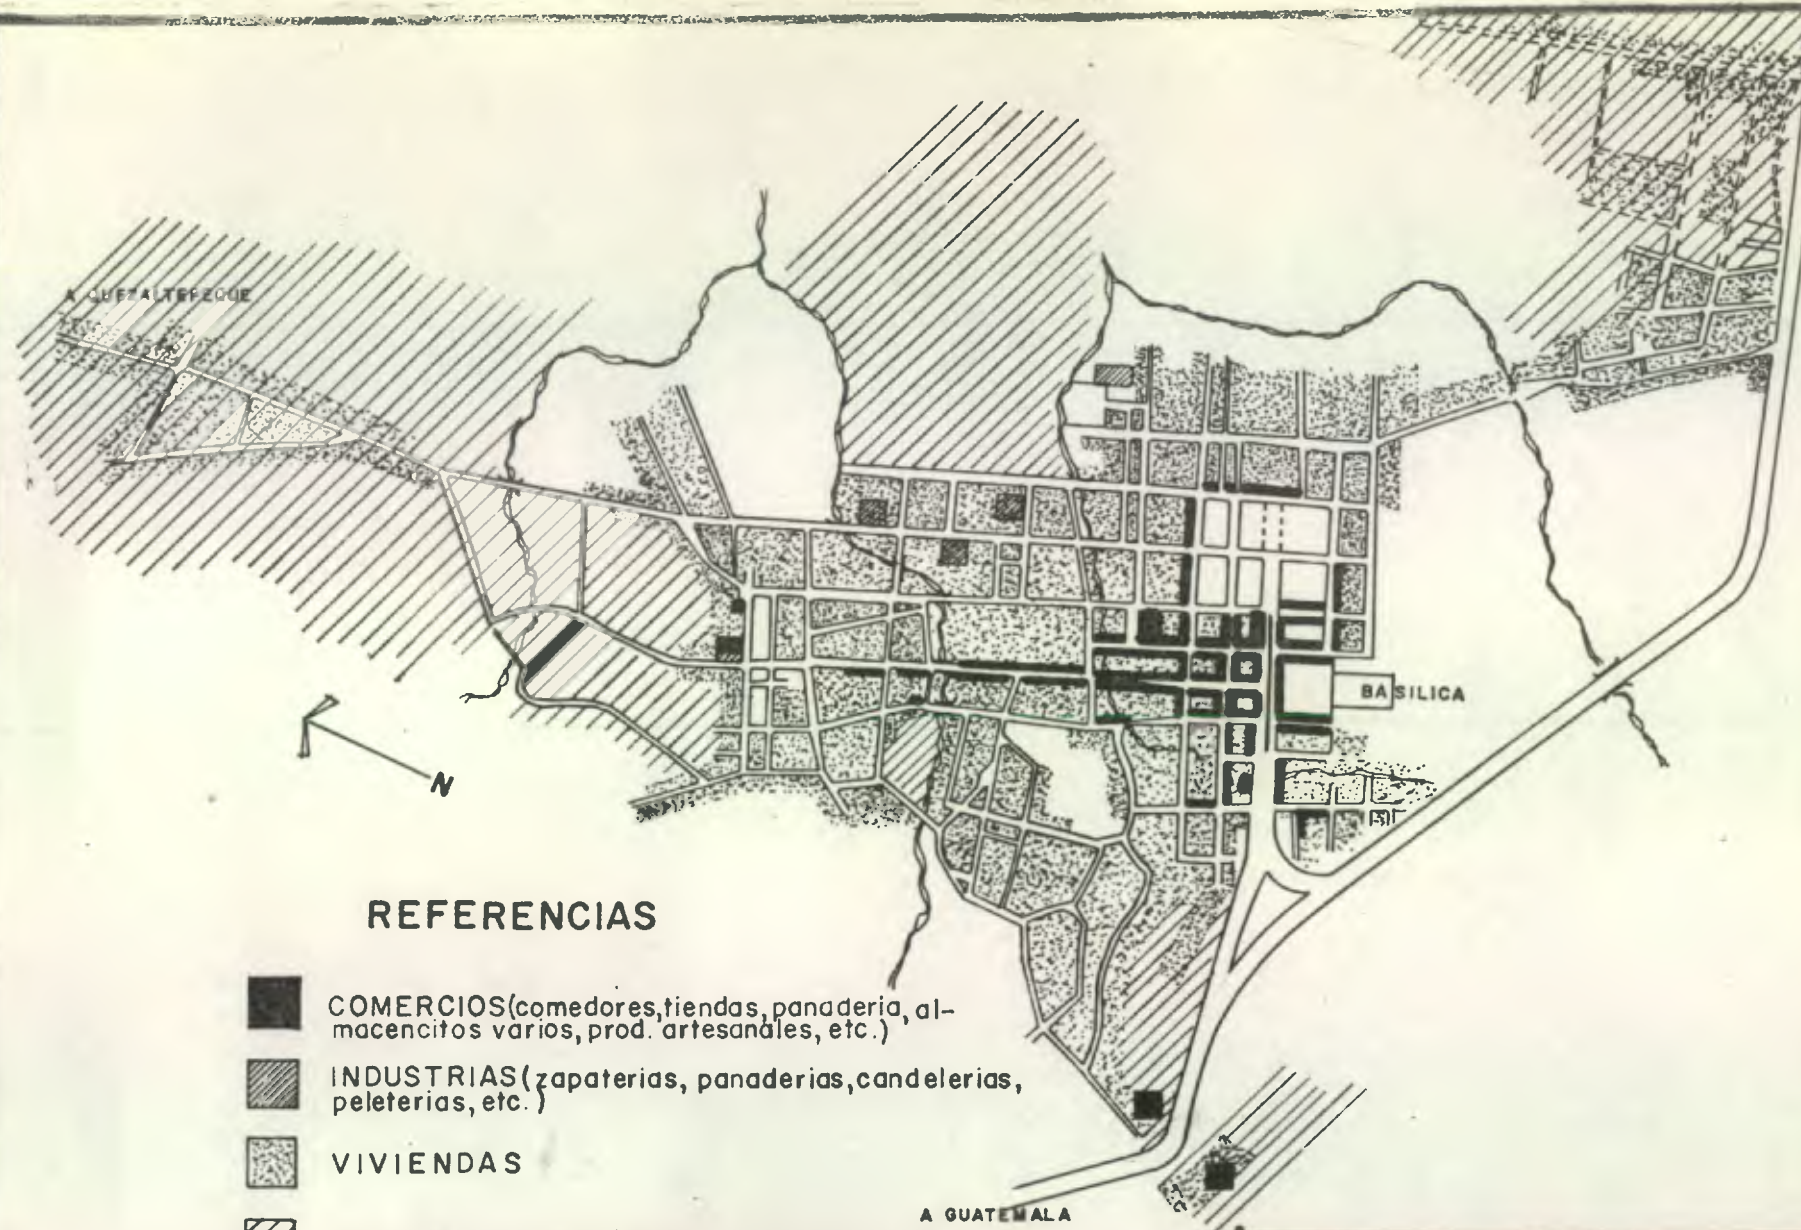 A QUEZALTEPEQUE
BASILICA
N
REFERENCIAS
COMERCIOS(comedores,tiendas,panaderia,al-
macencitos varios,prod. artesanales,etc.)
INDUSTRIAS(zapaterias, panaderias,candelerias,
peleterias,etc.)
VIVIENDAS
A GUATEMALA